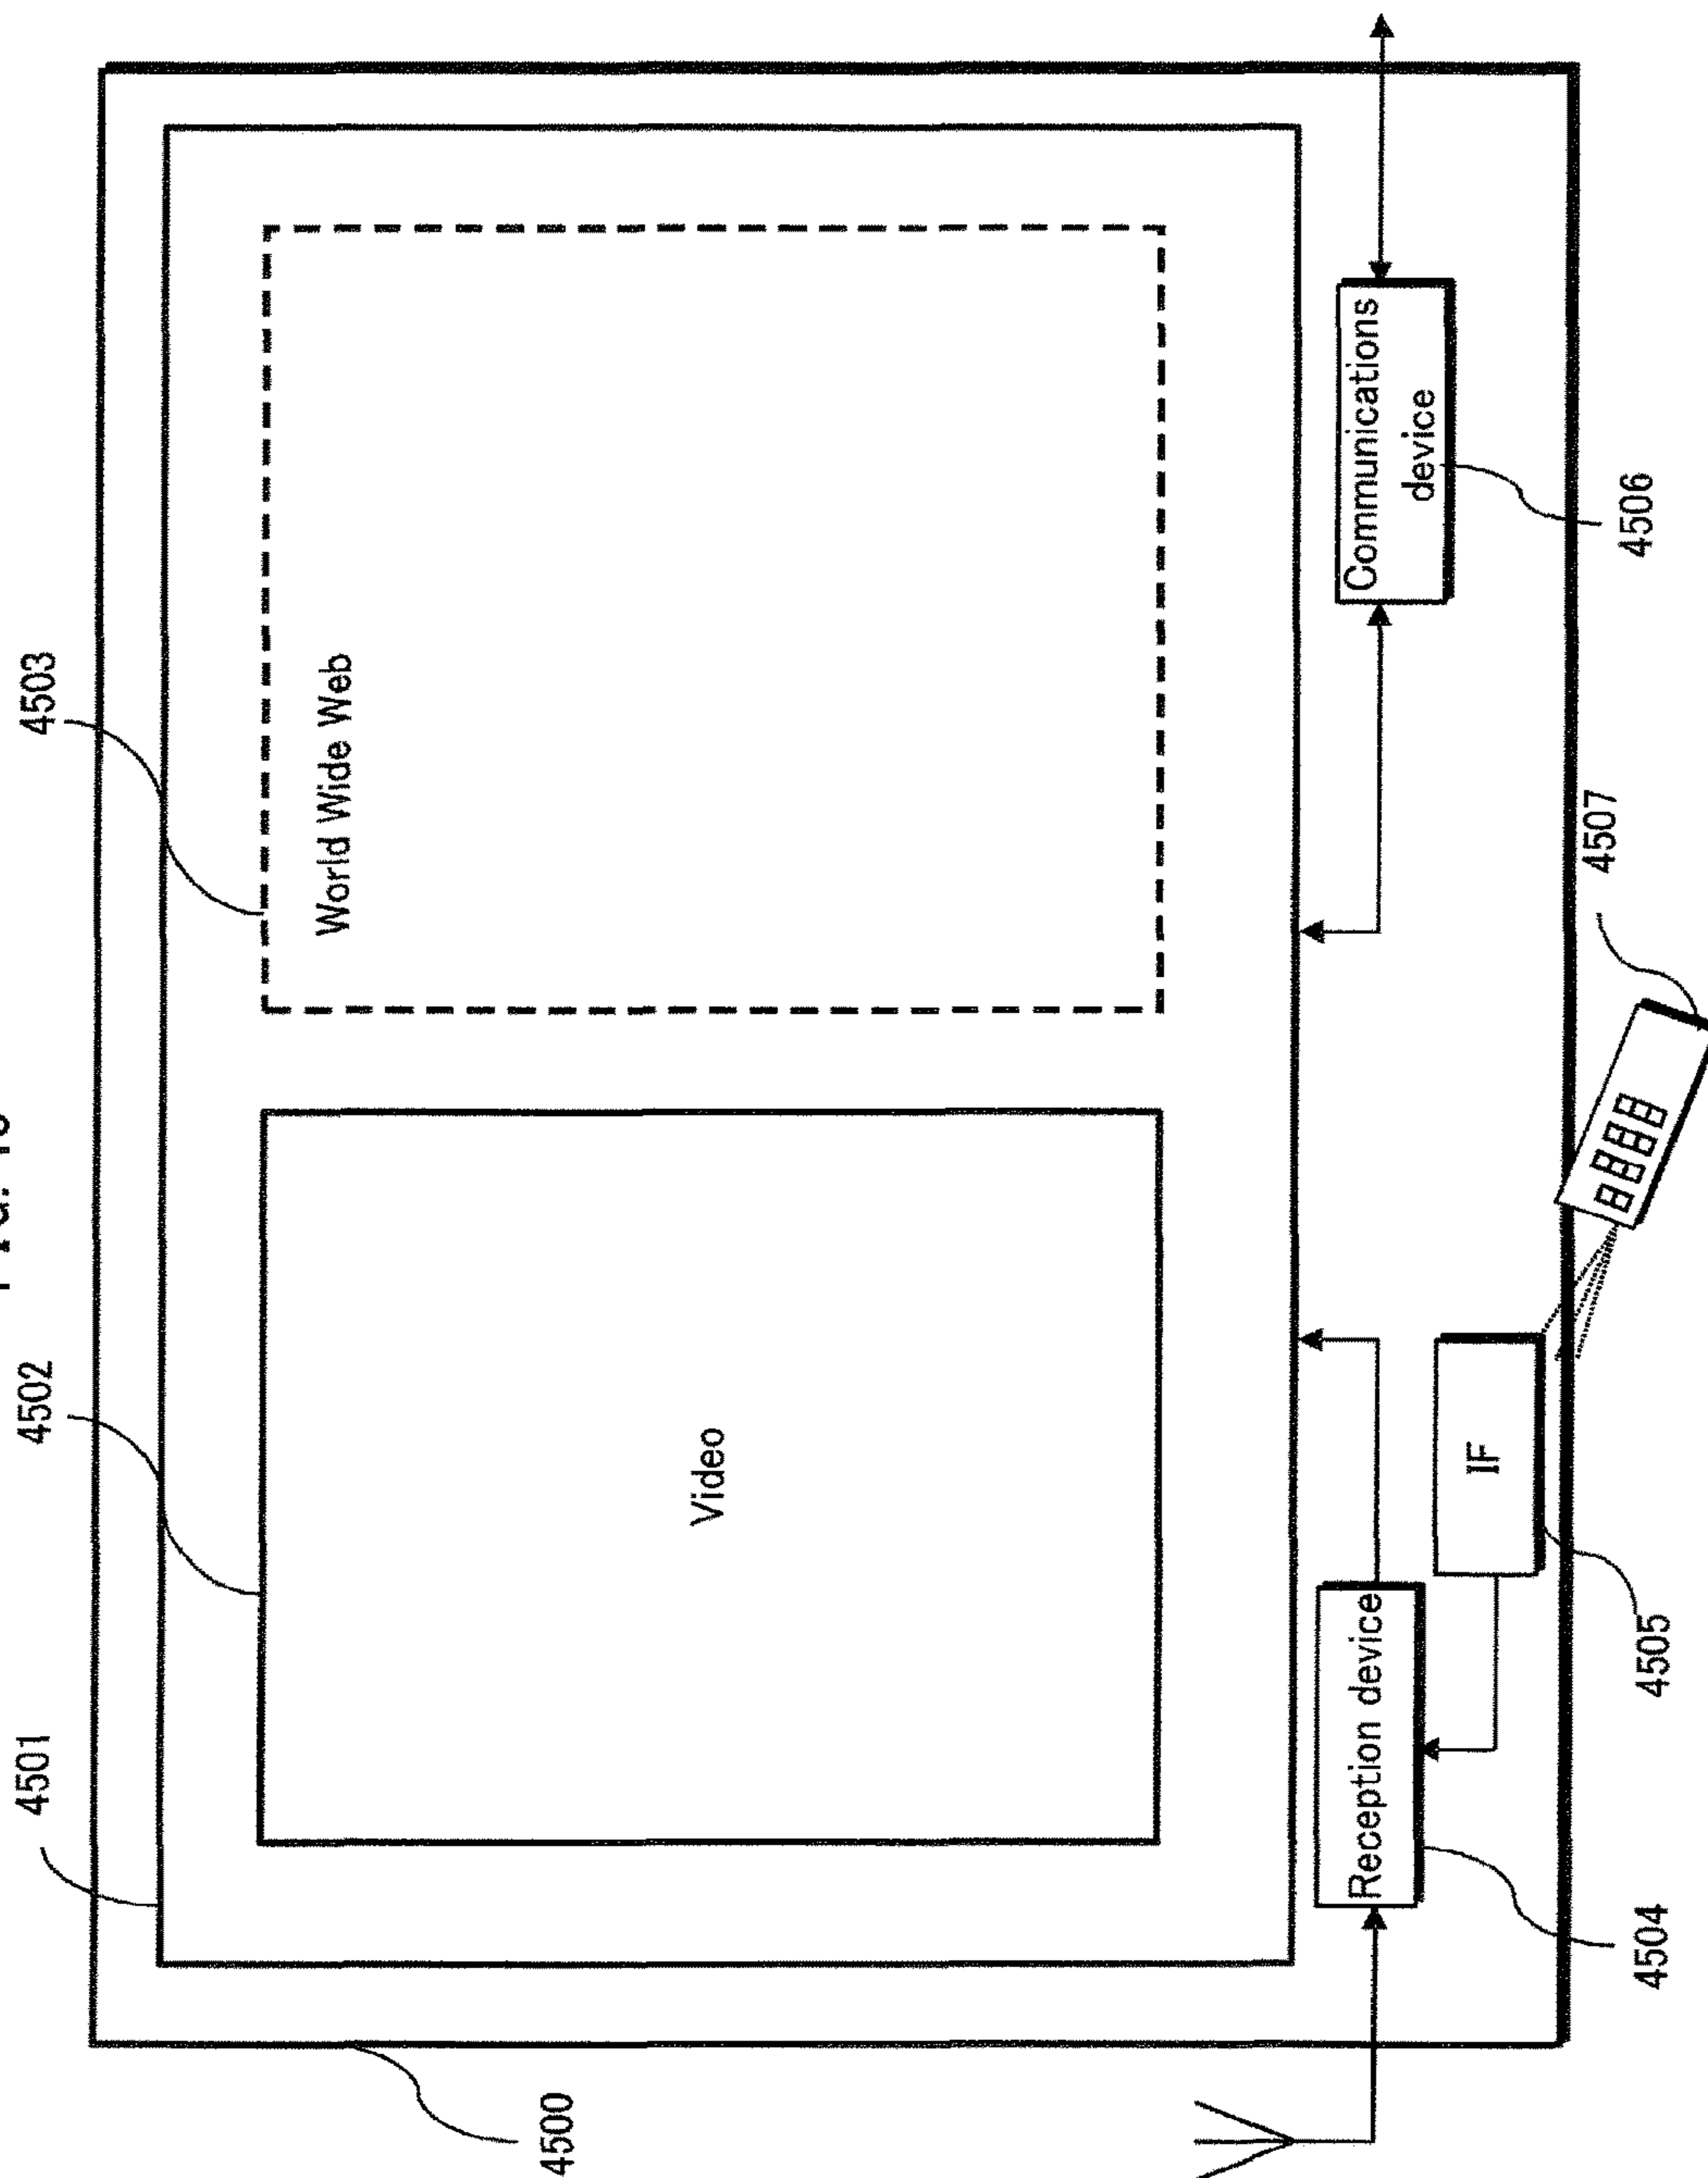 4501
4502
4503
Video
World Wide Web
Reception device
Communications
device
IF
4500
4504
4505
4507
4506